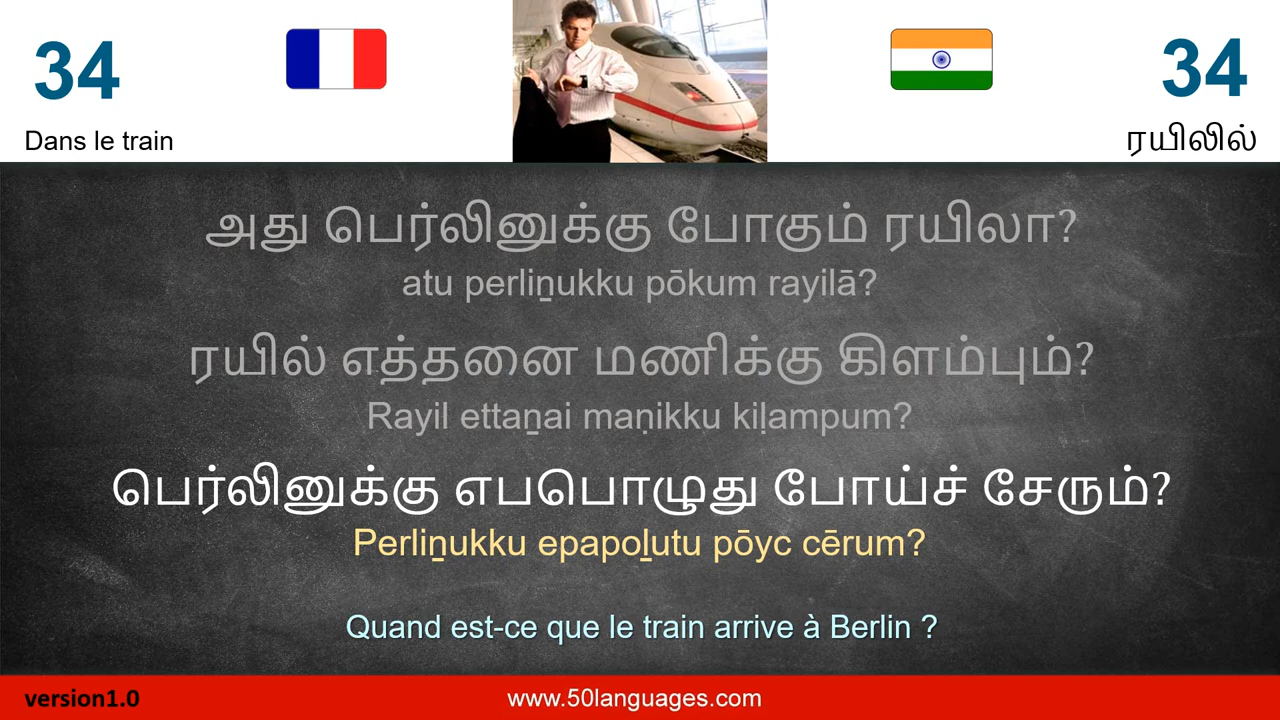 34
34
Dans le train
ரயிலில்
அது பெர்லினுக்கு போகும் ரயிலா?
atu perliṉukku pōkum rayilā?
ரயில் எத்தனை மணிக்கு கிளம்பும்?
Rayil ettaṉai maṇikku kiḷampum?
பெர்லினுக்கு எபபொழுது போய்ச் சேரும்?
Perliṉukku epapoḻutu pōyc cērum?
Quand est-ce que le train arrive à Berlin ?
version1.0
www.50languages.com